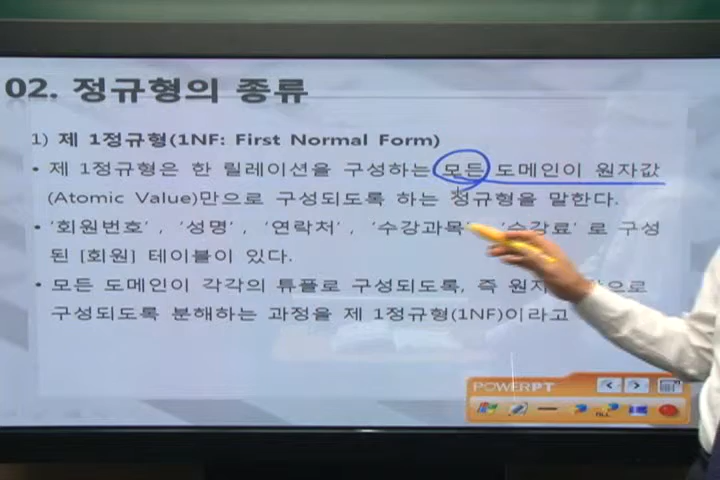 02. 정규형의 종류
1) 제 1정규형(1NF: First Normal Form)
• 제 1정규형은 한 릴레이션을 구성하는 모든 도메인이 원자값
(Atomic Value)만으로 구성되도록 하는 정규형을 말한다.
• '회원번호', '성명', '연락처', '수강과목', '수강료' 로 구성
된 [회원] 테이블이 있다.
• 모든 도메인이 각각의 튜플로 구성되도록, 즉 원자
구성되도록 분해하는 과정을 제 1정규형(1NF)이라고
POWERPT